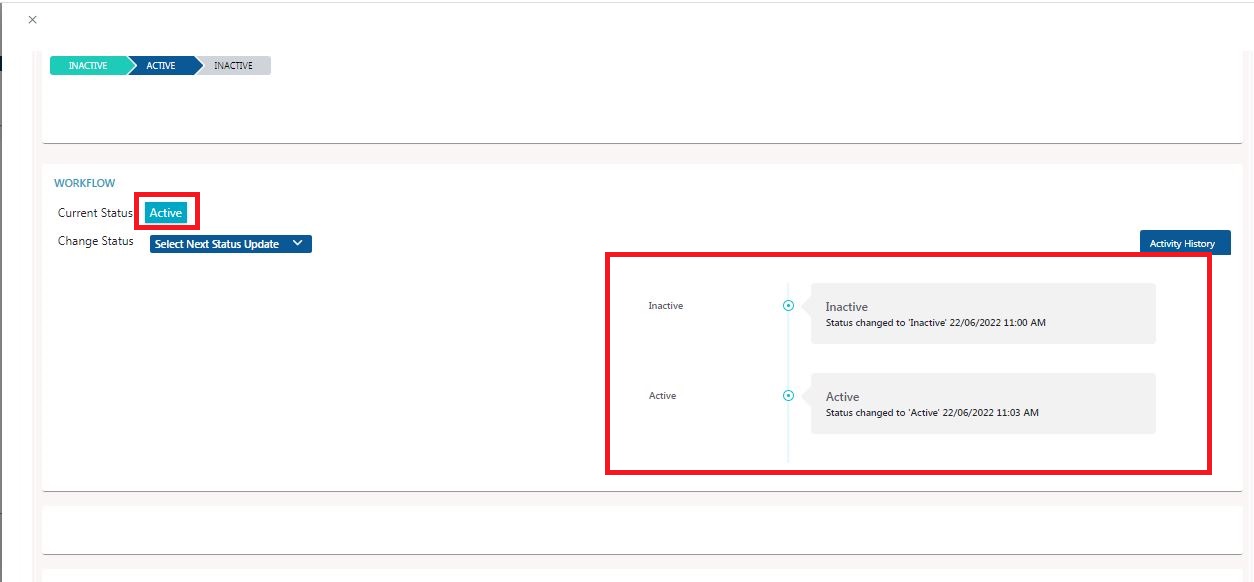 ×
INACTIVE ACTIVE INACTIVE
WORKFLOW
Current Status Active
Change Status Select Next Status Update
Activity History
Inactive
Inactive
Status changed to 'Inactive' 22/06/2022 11:00 AM
Active
Active
Status changed to 'Active' 22/06/2022 11:03 AM